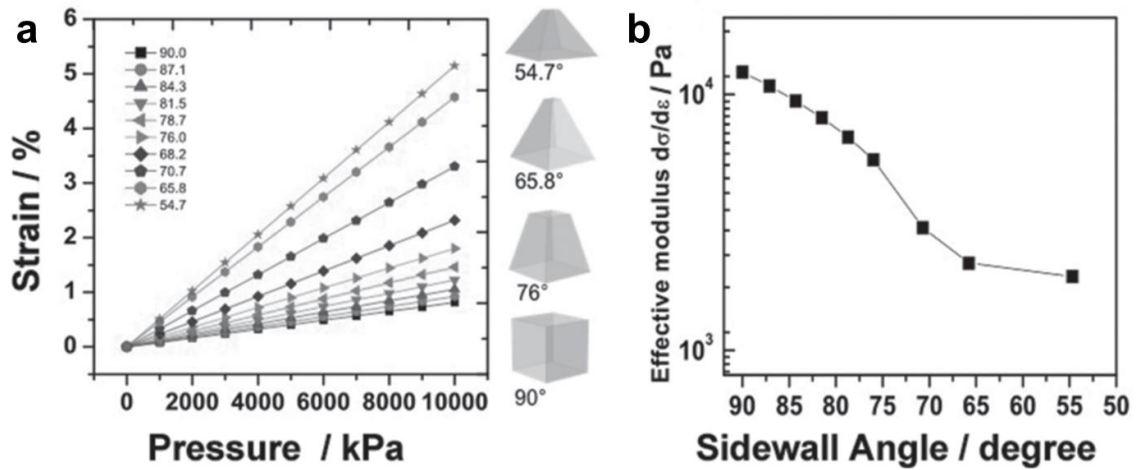 a
6
5
4
3
2
1
0
Strain / %
90.0
87.1
84.3
81.5
78.7
76.0
68.2
70.7
65.8
54.7
0 2000 4000 6000 8000 10000
Pressure / kPa
54.7°
65.8°
76°
90°
b
Effective modulus dσ/dε / Pa
10⁴
10³
90 85 80 75 70 65 60 55 50
Sidewall Angle / degree